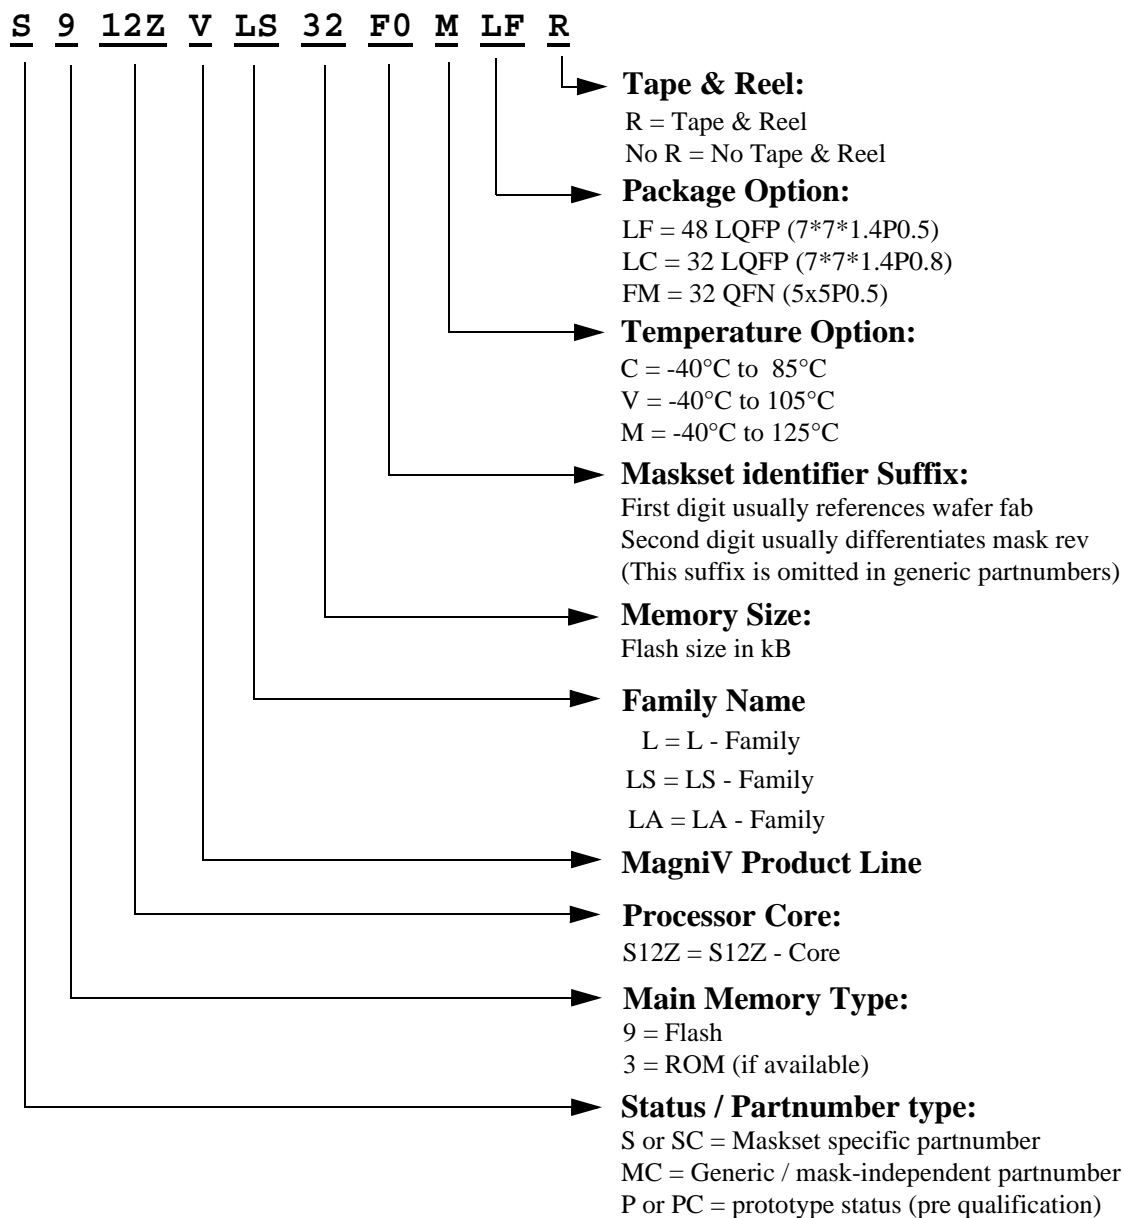 S 9 12Z V LS 32 F0 M LF R
Tape & Reel:
R = Tape & Reel
No R = No Tape & Reel
Package Option:
LF = 48 LQFP (7*7*1.4P0.5)
LC = 32 LQFP (7*7*1.4P0.8)
FM = 32 QFN (5x5P0.5)
Temperature Option:
C = -40°C to 85°C
V = -40°C to 105°C
M = -40°C to 125°C
Maskset identifier Suffix:
First digit usually references wafer fab
Second digit usually differentiates mask rev
(This suffix is omitted in generic partnumbers)
Memory Size:
Flash size in kB
Family Name
L = L - Family
LS = LS - Family
LA = LA - Family
MagniV Product Line
Processor Core:
S12Z = S12Z - Core
Main Memory Type:
9 = Flash
3 = ROM (if available)
Status / Partnumber type:
S or SC = Maskset specific partnumber
MC = Generic / mask-independent partnumber
P or PC = prototype status (pre qualification)